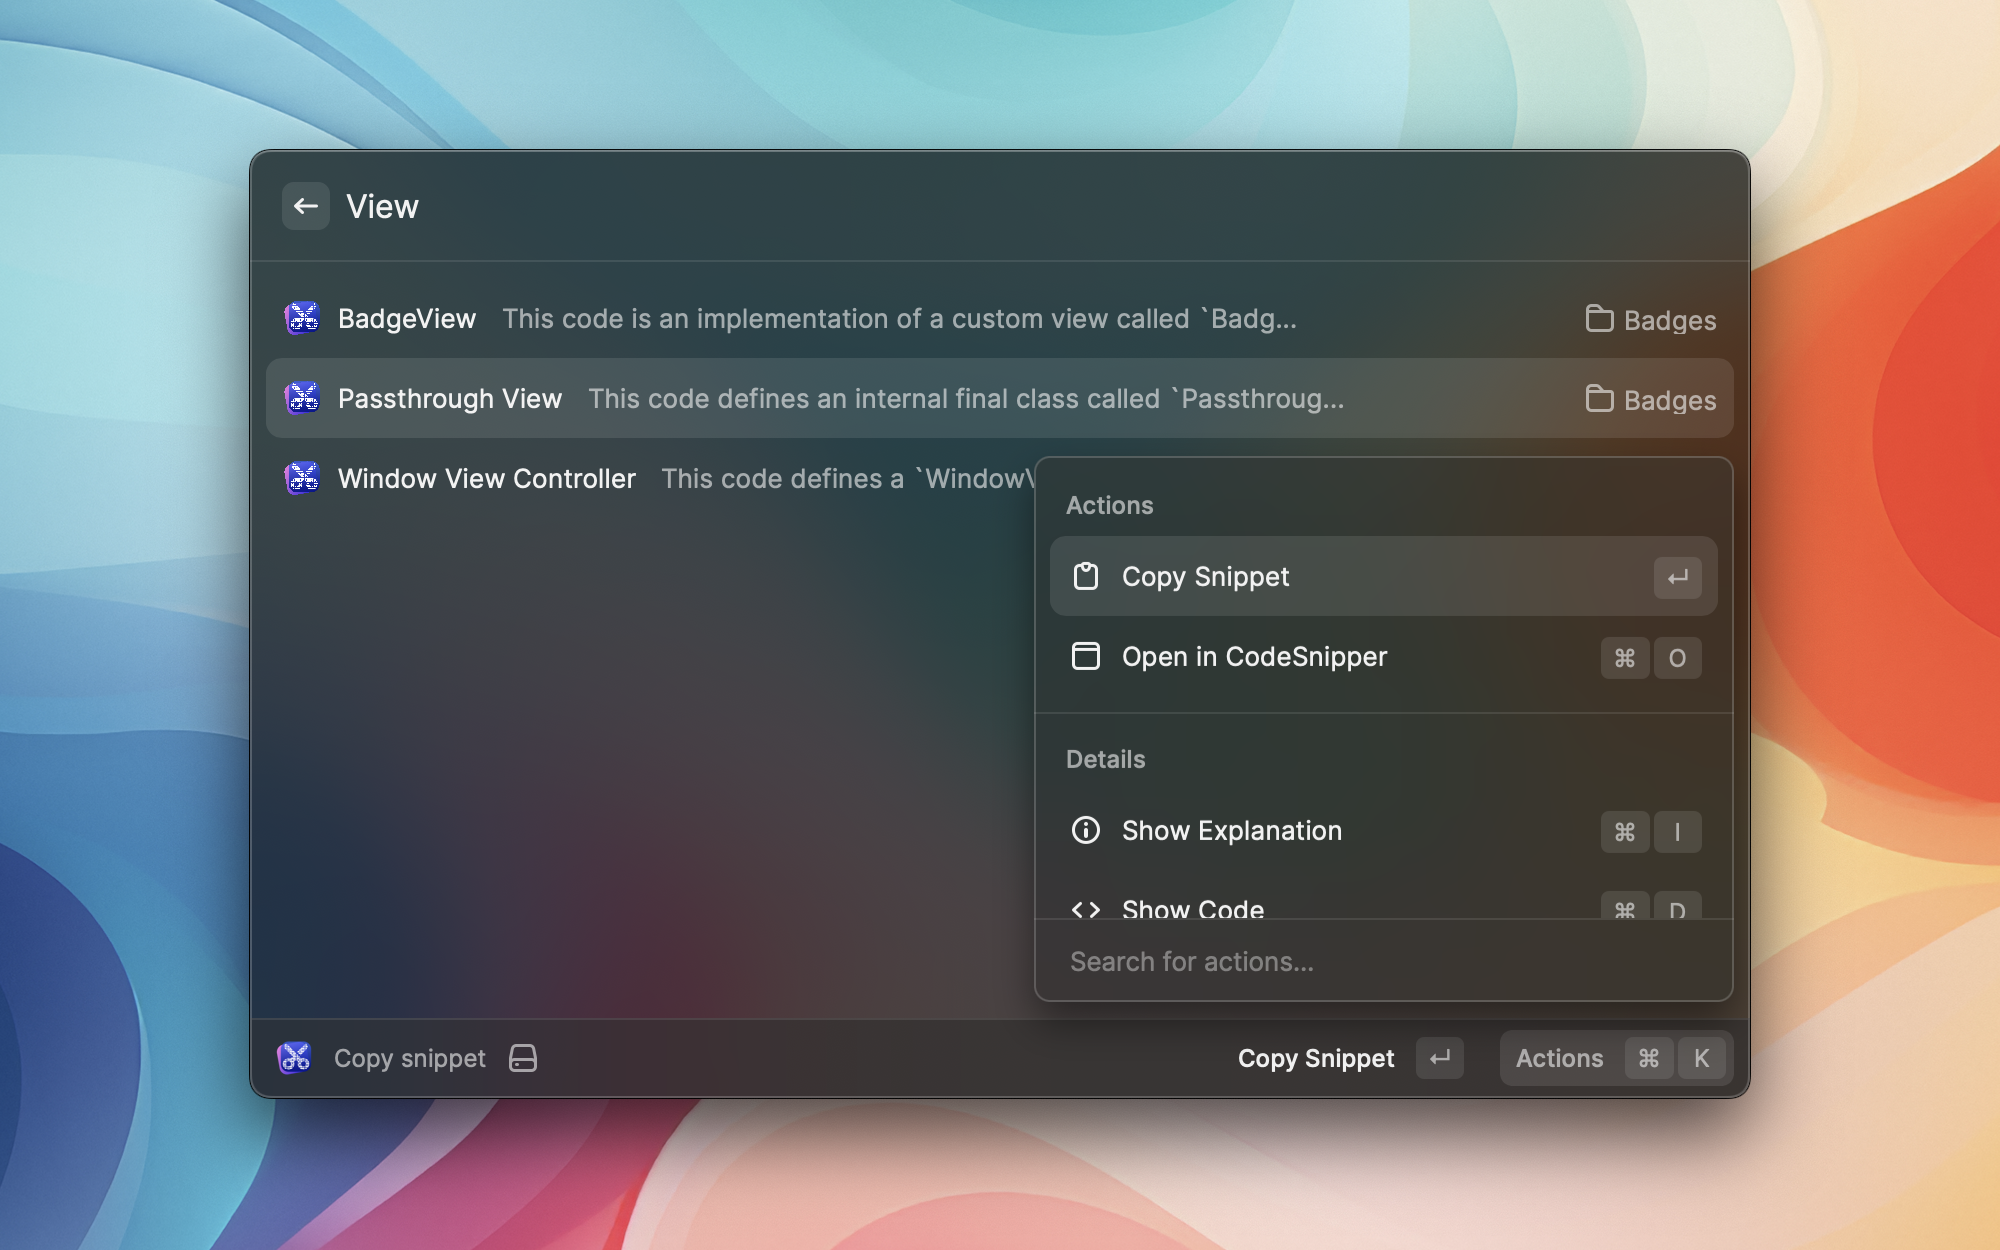 View
BadgeView This code is an implementation of a custom view called `Badg... Badges
Passthrough View This code defines an internal final class called `Passthroug... Badges
Window View Controller This code defines a `Window
Actions
Copy Snippet ↵
Open in CodeSnipper ⌘ O
Details
Show Explanation ⌘ I
Show Code ⌘ D
Search for actions...
Copy snippet Copy Snippet ↵ Actions ⌘ K